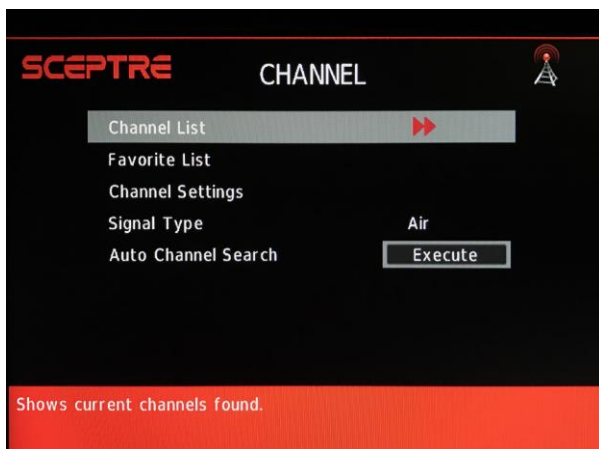 SCEPTRE
CHANNEL
Channel List
Favorite List
Channel Settings
Signal Type Air
Auto Channel Search Execute
Shows current channels found.